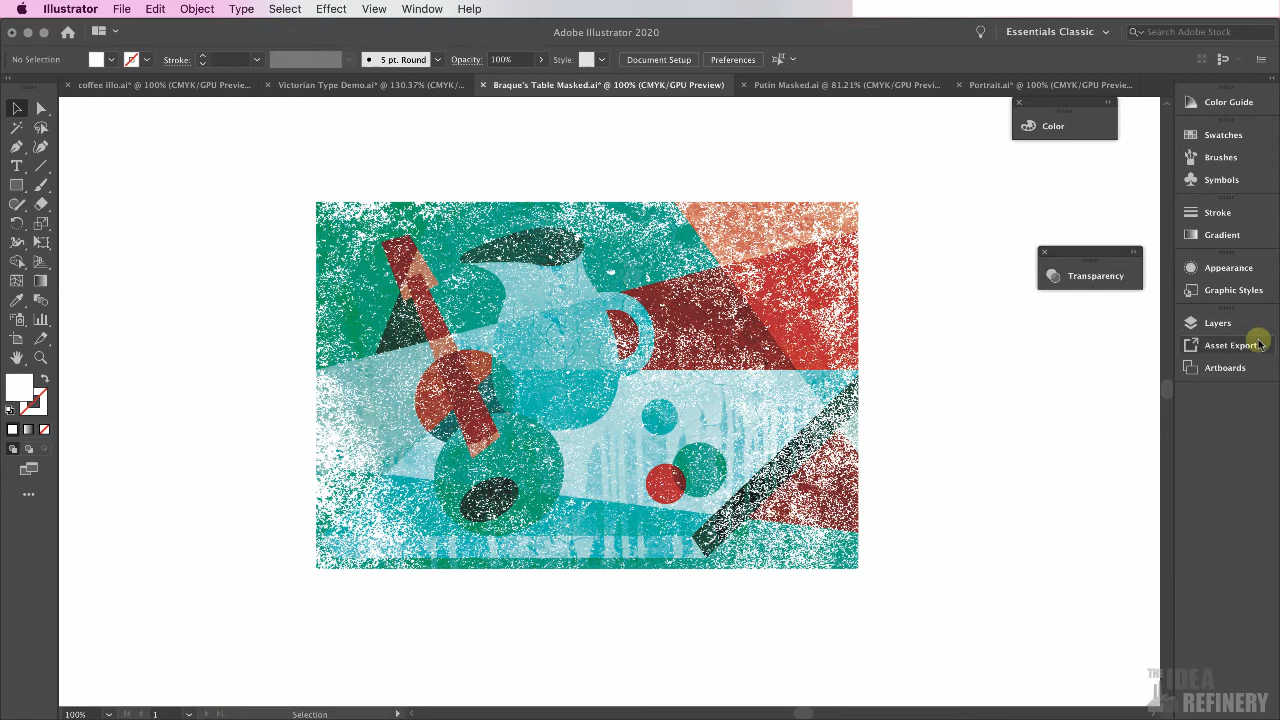 Illustrator File Edit Object Type Select Effect View Window Help
Adobe Illustrator 2020
Essentials Classic
Search Adobe Stock
No Selection
Stroke:
5 pt. Round
Opacity: 100%
Style:
Document Setup
Preferences
coffee illo.ai* @ 100% (CMYK/GPU Previe...
Victorian Type Demo.ai* @ 130.37% (CMYK/...
Braque's Table Masked.ai* @ 100% (CMYK/GPU Preview)
Putin Masked.ai @ 81.21% (CMYK/GPU Previ...
Portrait.ai* @ 100% (CMYK/GPU Preview...
Color
Transparency
Color Guide
Swatches
Brushes
Symbols
Stroke
Gradient
Appearance
Graphic Styles
Layers
Asset Export
Artboards
100%
1
Selection
THE IDEA
REFINERY